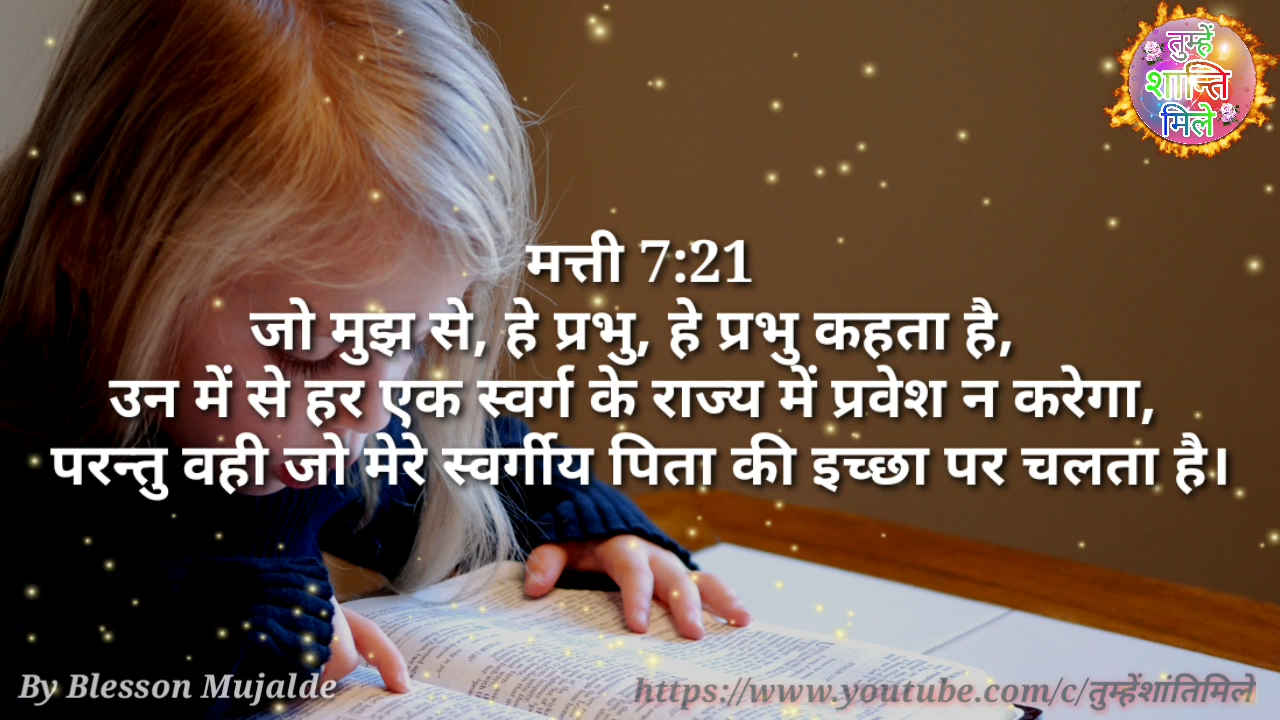 तुम्हें
शान्ति
मिले
मत्ती 7:21
जो मुझ से, हे प्रभु, हे प्रभु कहता है,
उन में से हर एक स्वर्ग के राज्य में प्रवेश न करेगा,
परन्तु वही जो मेरे स्वर्गीय पिता की इच्छा पर चलता है।
By Blesson Mujalde
https://www.youtube.com/c/तुम्हेंशांतिमिले